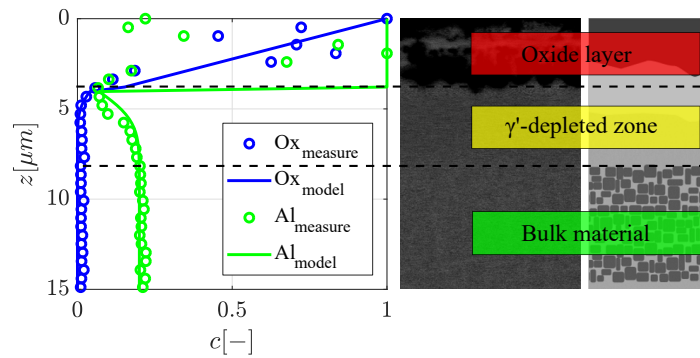 0
5
10
15
z[μm]
0
0.5
1
c[−]
Ox_measure
Ox_model
Al_measure
Al_model
Oxide layer
γ'-depleted zone
Bulk material